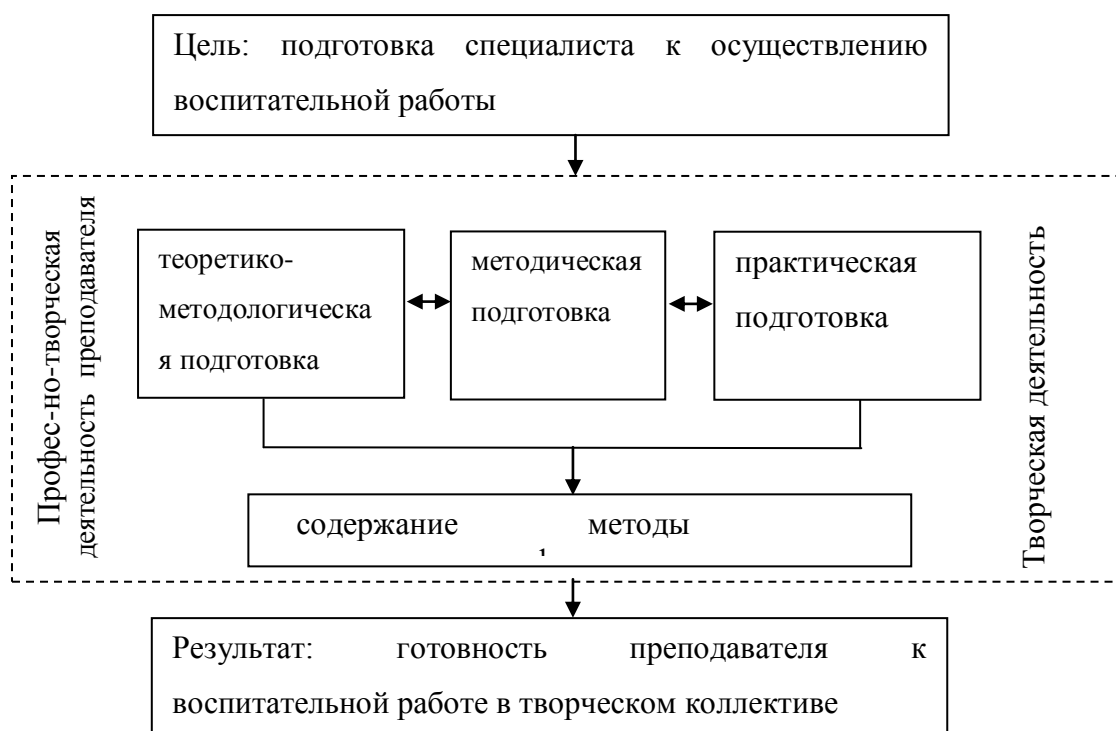 Цель: подготовка специалиста к осуществлению
воспитательной работы
Профес-но-творческая
деятельность преподавателя
теоретико-
методологическа
я подготовка
методическая
подготовка
практическая
подготовка
Творческая деятельность
содержание методы
Результат: готовность преподавателя к
воспитательной работе в творческом коллективе